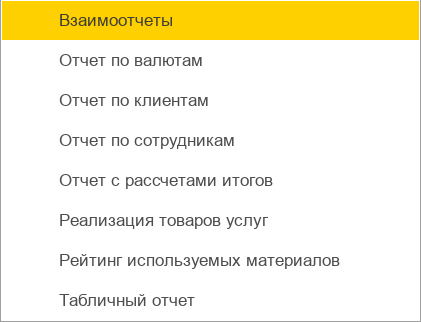 Взаимоотчеты
Отчет по валютам
Отчет по клиентам
Отчет по сотрудникам
Отчет с рассчетами итогов
Реализация товаров услуг
Рейтинг используемых материалов
Табличный отчет